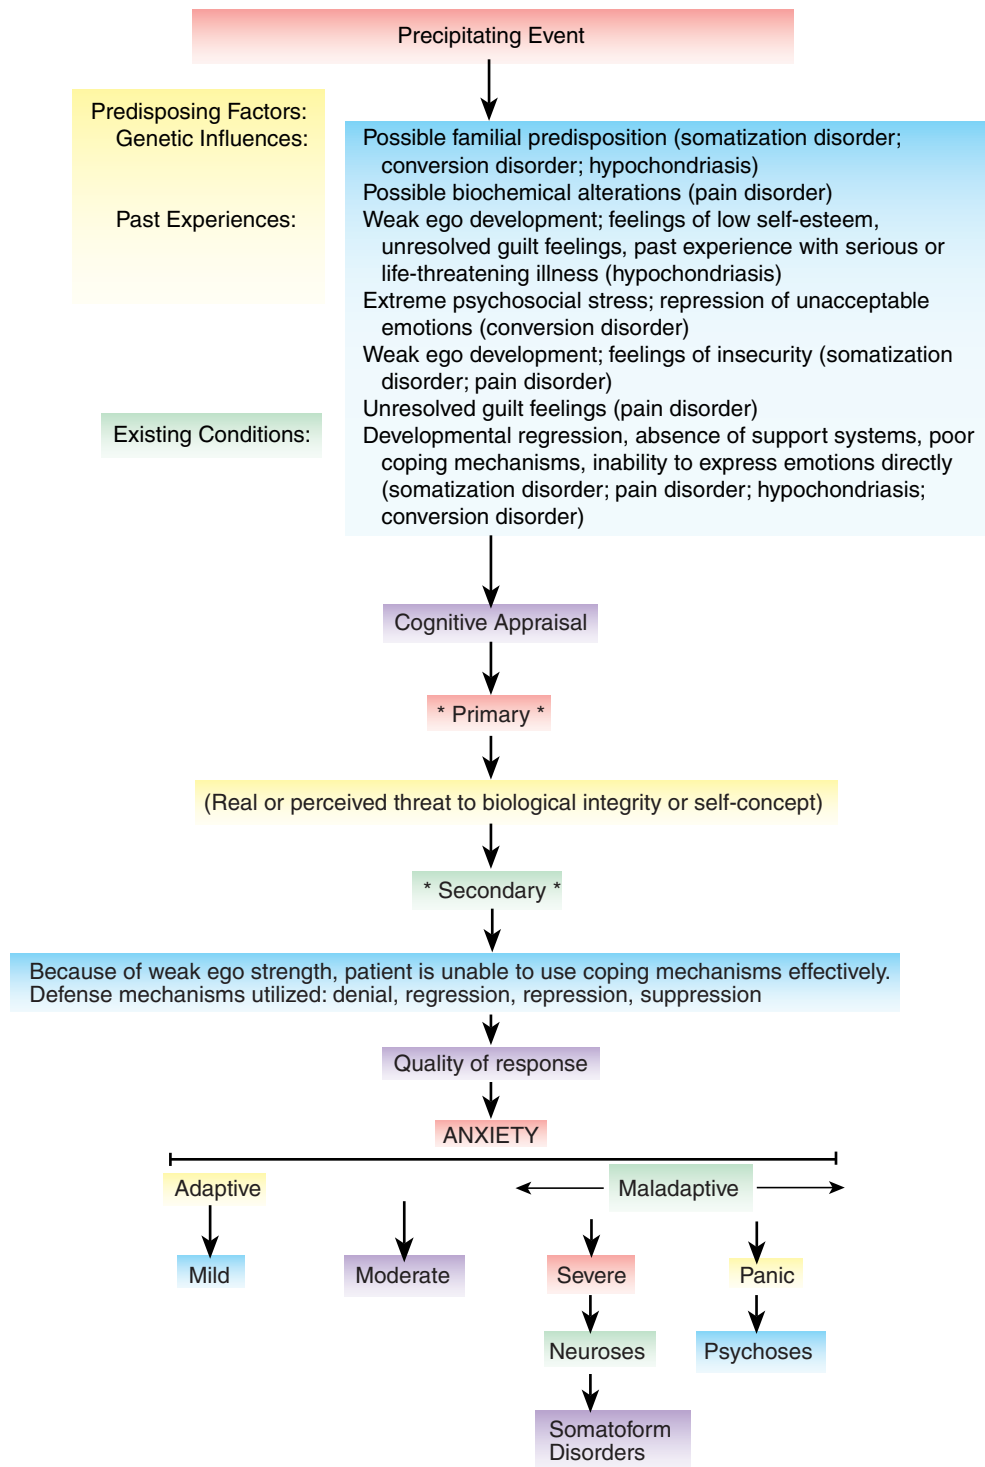 Precipitating Event
Predisposing Factors:
Genetic Influences:
Possible familial predisposition (somatization disorder;
conversion disorder; hypochondriasis)
Possible biochemical alterations (pain disorder)
Past Experiences:
Weak ego development; feelings of low self-esteem,
unresolved guilt feelings, past experience with serious or
life-threatening illness (hypochondriasis)
Extreme psychosocial stress; repression of unacceptable
emotions (conversion disorder)
Weak ego development; feelings of insecurity (somatization
disorder; pain disorder)
Unresolved guilt feelings (pain disorder)
Existing Conditions:
Developmental regression, absence of support systems, poor
coping mechanisms, inability to express emotions directly
(somatization disorder; pain disorder; hypochondriasis;
conversion disorder)
Cognitive Appraisal
* Primary *
(Real or perceived threat to biological integrity or self-concept)
* Secondary *
Because of weak ego strength, patient is unable to use coping mechanisms effectively.
Defense mechanisms utilized: denial, regression, repression, suppression
Quality of response
ANXIETY
Adaptive
Maladaptive
Mild
Moderate
Severe
Panic
Neuroses
Psychoses
Somatoform
Disorders